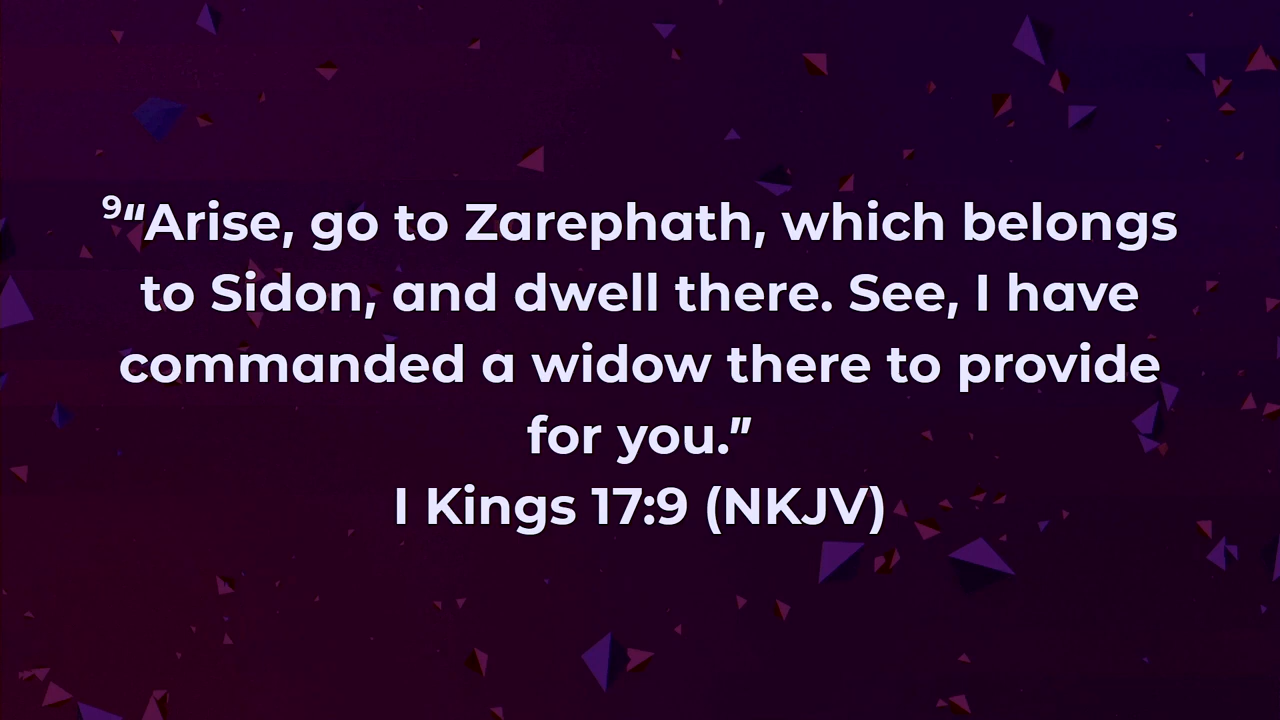 ⁹“Arise, go to Zarephath, which belongs
to Sidon, and dwell there. See, I have
commanded a widow there to provide
for you.”
I Kings 17:9 (NKJV)